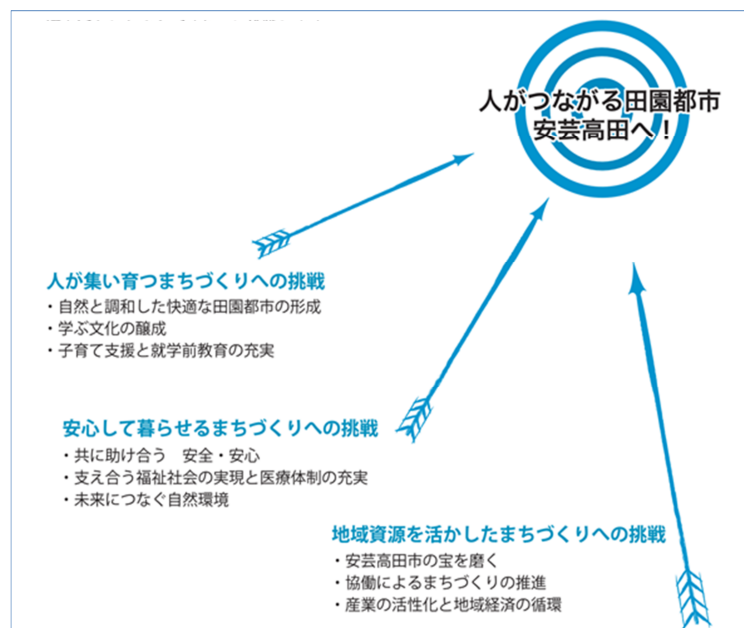 人がつながる田園都市
安芸高田へ！
人が集い育つまちづくりへの挑戦
・自然と調和した快適な田園都市の形成
・学ぶ文化の醸成
・子育て支援と就学前教育の充実
安心して暮らせるまちづくりへの挑戦
・共に助け合う　安全・安心
・支え合う福祉社会の実現と医療体制の充実
・未来につなぐ自然環境
地域資源を活かしたまちづくりへの挑戦
・安芸高田市の宝を磨く
・協働によるまちづくりの推進
・産業の活性化と地域経済の循環